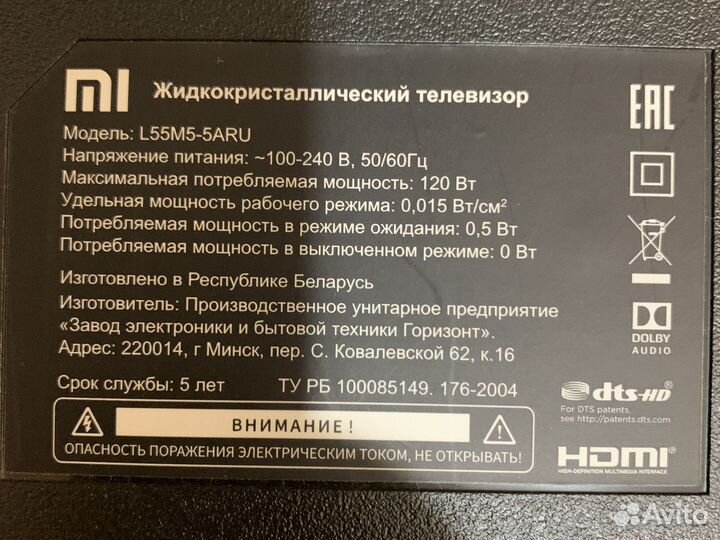 mi Жидкокристаллический телевизор
EAC
Модель: L55M5-5ARU
Напряжение питания: ~100-240 В, 50/60Гц
Максимальная потребляемая мощность: 120 Вт
Удельная мощность рабочего режима: 0,015 Вт/см²
Потребляемая мощность в режиме ожидания: 0,5 Вт
Потребляемая мощность в выключенном режиме: 0 Вт
Изготовлено в Республике Беларусь
Изготовитель: Производственное унитарное предприятие
«Завод электроники и бытовой техники Горизонт».
Адрес: 220014, г Минск, пер. С. Ковалевской 62, к.16
DOLBY
AUDIO
Срок службы: 5 лет ТУ РБ 100085149. 176-2004
dts-HD
For DTS patents,
see http://patents.dts.com
ВНИМАНИЕ !
ОПАСНОСТЬ ПОРАЖЕНИЯ ЭЛЕКТРИЧЕСКИМ ТОКОМ, НЕ ОТКРЫВАТЬ!
HDMI
HIGH-DEFINITION MULTIMEDIA INTERFACE
Avito